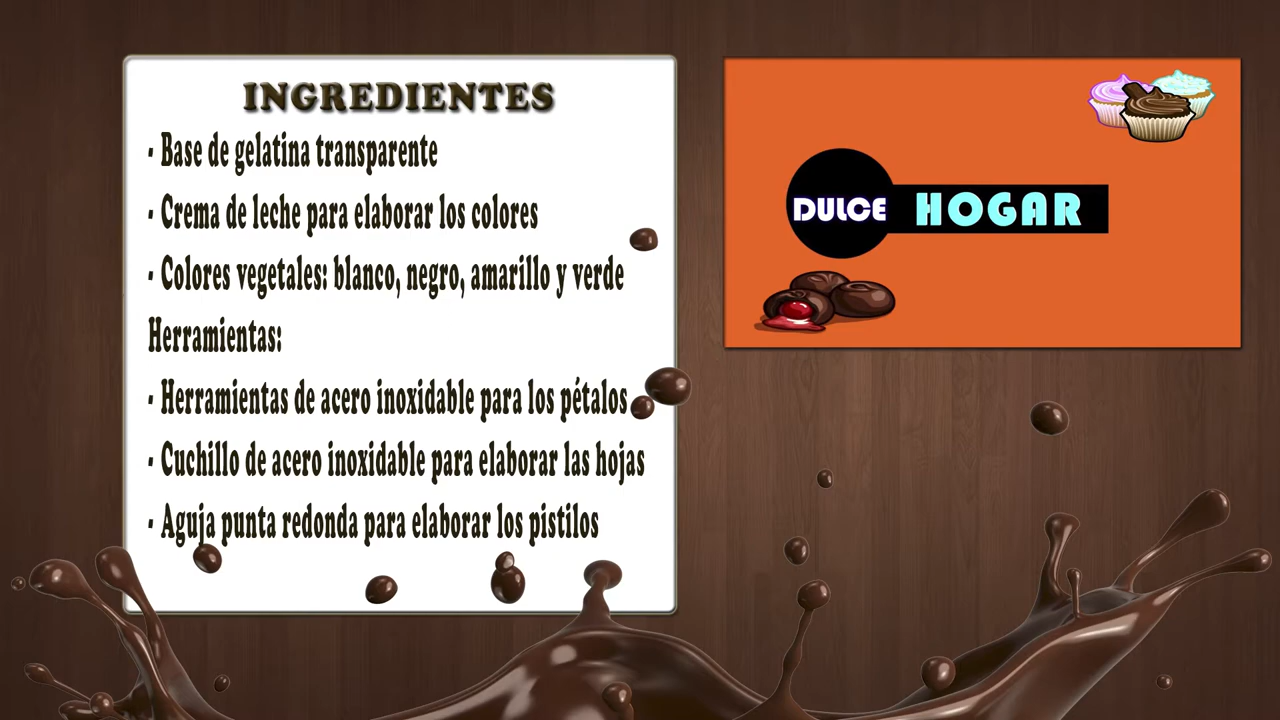 INGREDIENTES
· Base de gelatina transparente
· Crema de leche para elaborar los colores
· Colores vegetales: blanco, negro, amarillo y verde
Herramientas:
· Herramientas de acero inoxidable para los pétalos
· Cuchillo de acero inoxidable para elaborar las hojas
· Aguja punta redonda para elaborar los pistilos
DULCE HOGAR